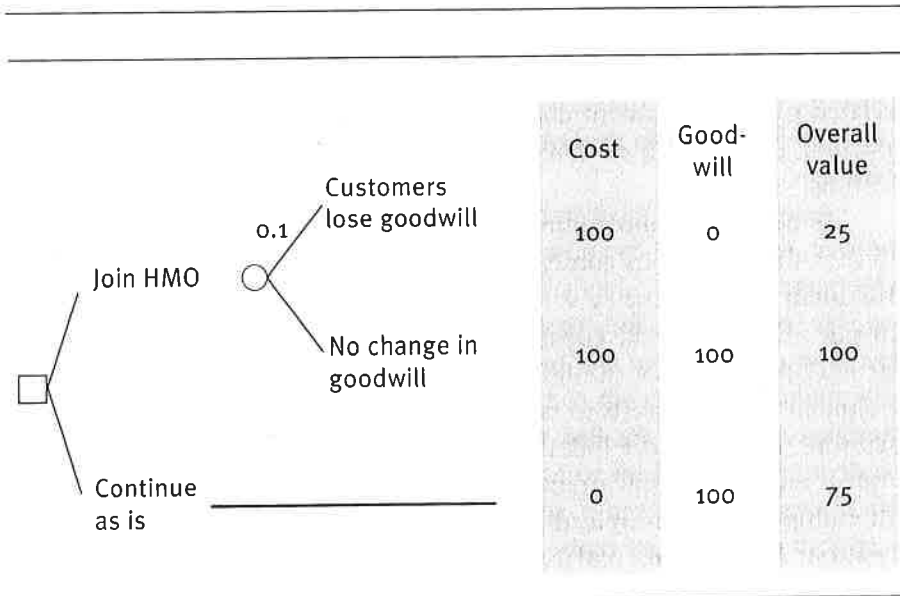 Cost
Good-
will
Overall
value
Customers
lose goodwill
0.1
100
0
25
Join HMO
No change in
goodwill
100
100
100
Continue
as is
0
100
75